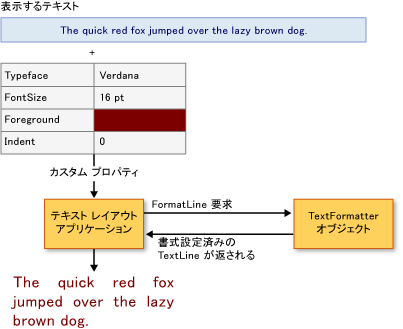 表示するテキスト
The quick red fox jumped over the lazy brown dog.
+
Typeface Verdana
FontSize 16 pt
Foreground
Indent 0
カスタム プロパティ
FormatLine 要求
テキスト レイアウト
アプリケーション
TextFormatter
オブジェクト
書式設定済みの
TextLine が返される
The quick red fox
jumped over the lazy
brown dog.